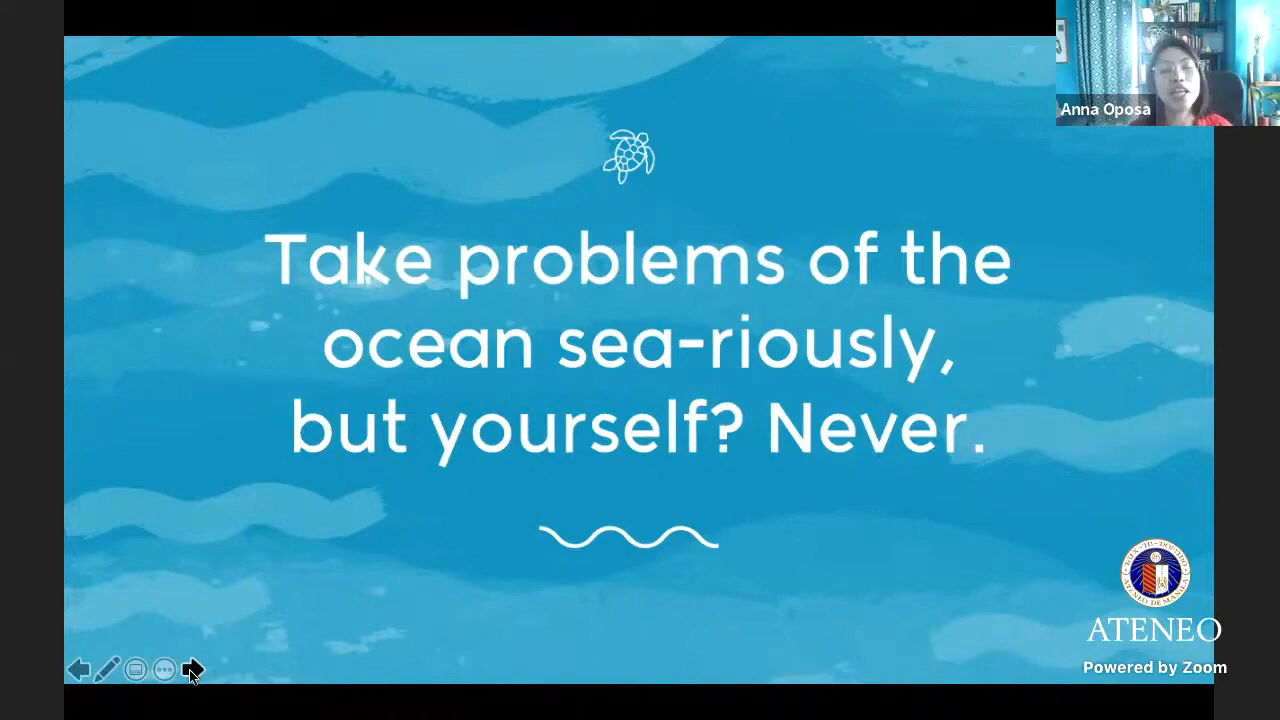 Anna Oposa
Take problems of the
ocean sea-riously,
but yourself? Never.
ATENEO
Powered by Zoom